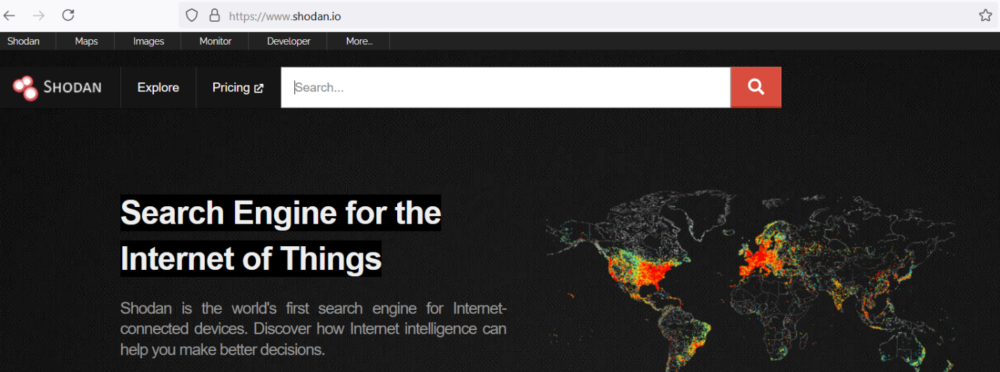 https://www.shodan.io
Shodan Maps Images Monitor Developer More...
SHODAN Explore Pricing Search...
Search Engine for the
Internet of Things
Shodan is the world's first search engine for Internet-
connected devices. Discover how Internet intelligence can
help you make better decisions.